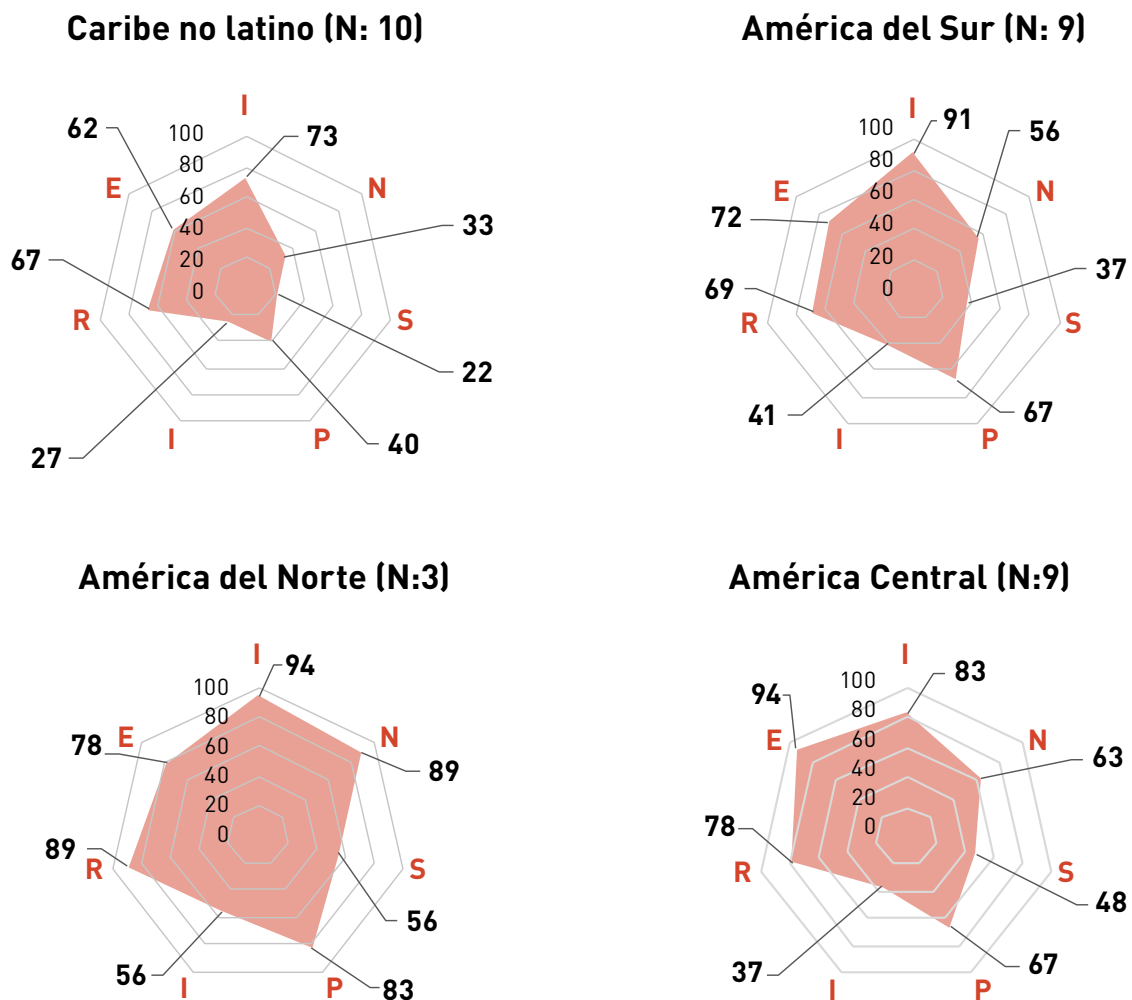 Caribe no latino (N: 10)
I
N
S
P
I
R
E
100
80
60
40
20
0
73
33
22
40
27
67
62
América del Sur (N: 9)
I
N
S
P
I
R
E
100
80
60
40
20
0
91
56
37
67
41
69
72
América del Norte (N:3)
I
N
S
P
I
R
E
100
80
60
40
20
0
94
89
56
83
56
89
78
América Central (N:9)
I
N
S
P
I
R
E
100
80
60
40
20
0
83
63
48
67
37
78
94